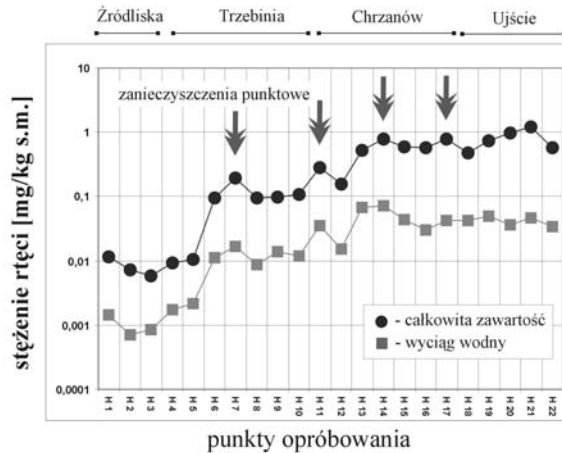 Źródliska Trzebinia Chrzanów Ujście
10
zanieczyszczenia punktowe
1
0,1
0,01
0,001
0,0001
stężenie rtęci [mg/kg s.m.]
- całkowita zawartość
- wyciąg wodny
H 1 H 2 H 3 H 4 H 5 H 6 H 7 H 8 H 9 H 10 H 11 H 12 H 13 H 14 H 15 H 16 H 17 H 18 H 19 H 20 H 21 H 22
punkty opróbowania